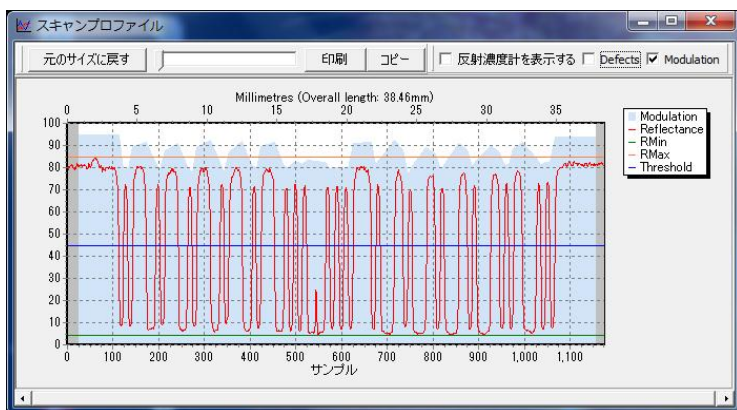 スキャンプロファイル
元のサイズに戻す 印刷 コピー 反射濃度計を表示する Defects Modulation
Millimetres (Overall length: 38.46mm)
0 5 10 15 20 25 30 35
100
90
80
70
60
50
40
30
20
10
0
0 100 200 300 400 500 600 700 800 900 1,000 1,100
サンプル
Modulation
Reflectance
RMin
RMax
Threshold